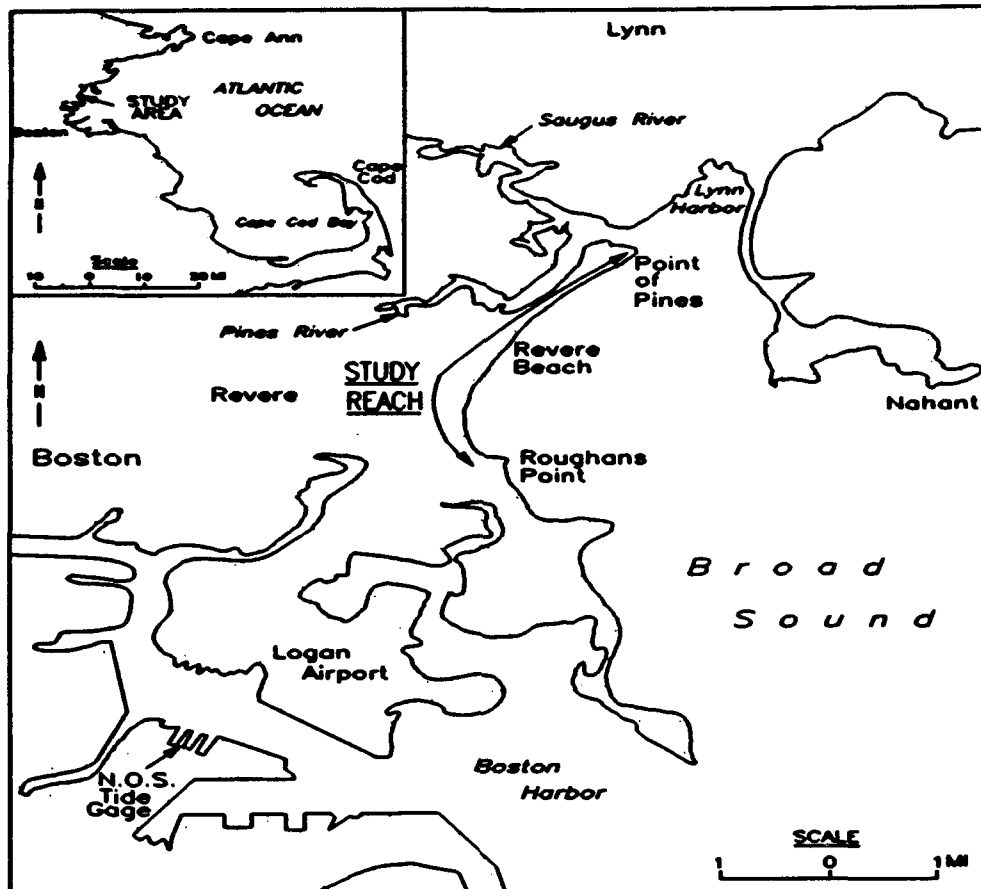 Cape Ann
ATLANTIC
OCEAN
STUDY
AREA
Boston
Cape
Cod
Cape Cod Bay
N
Scale
10 0 10 20 MI
Lynn
Saugus River
Lynn
Harbor
Point
of
Pines
Pines River
Revere
Beach
STUDY
REACH
Revere
N
Nahant
Boston
Roughans
Point
Broad
Sound
Logan
Airport
N.O.S.
Tide
Gage
Boston
Harbor
SCALE
1 0 1 MI